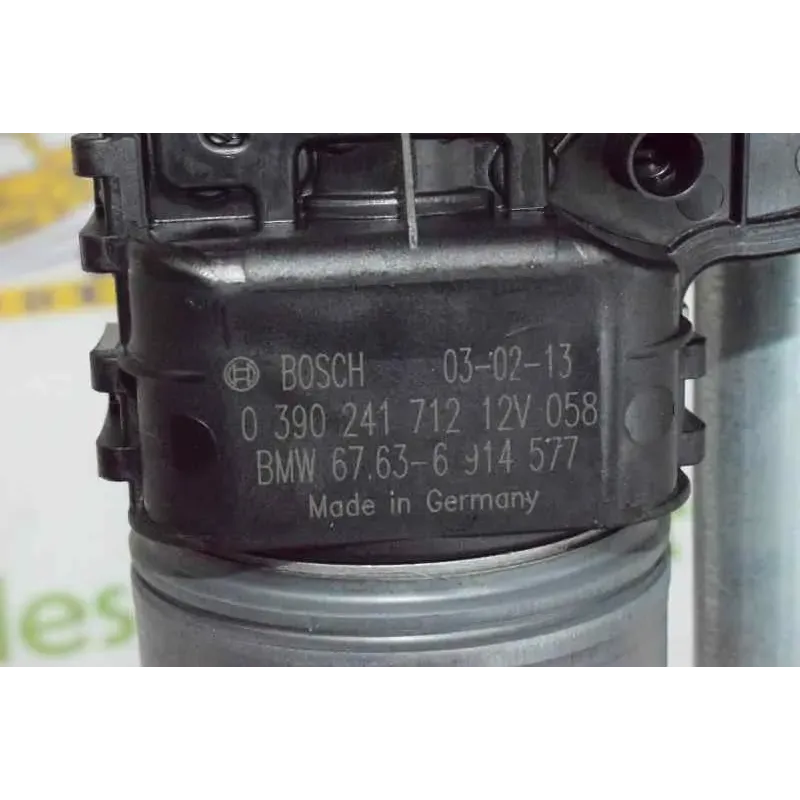 BOSCH 03-02-13
0 390 241 712 12V 058
BMW 67.63-6 914 577
Made in Germany
les